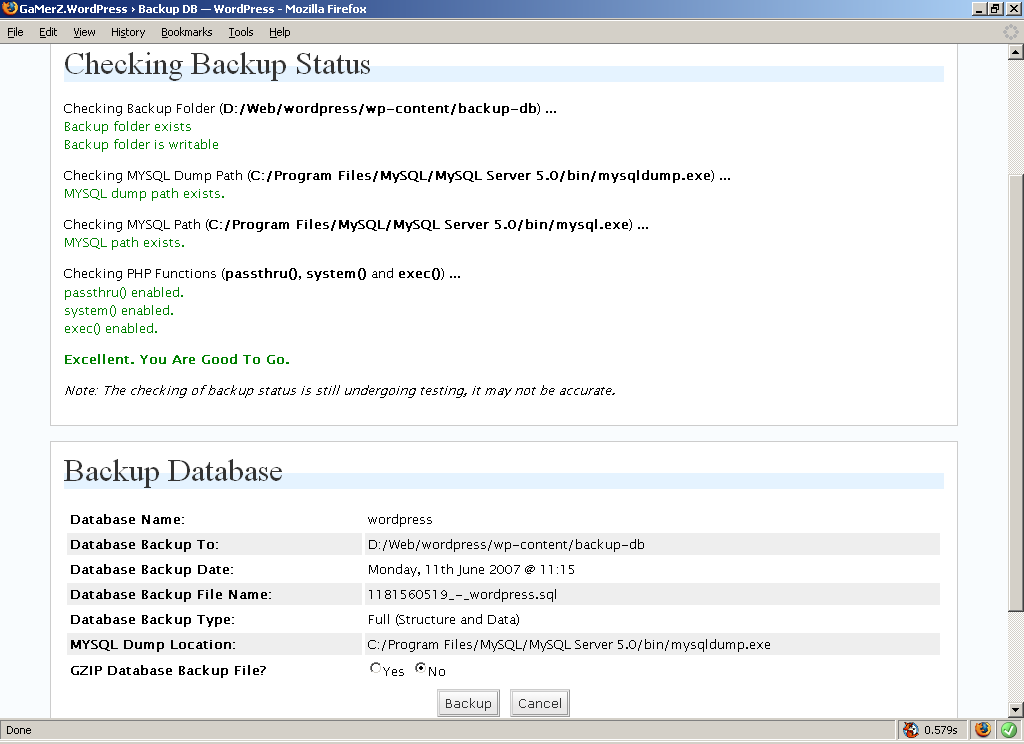 GaMerZ.WordPress › Backup DB — WordPress - Mozilla Firefox
File Edit View History Bookmarks Tools Help
Checking Backup Status
Checking Backup Folder (D:/Web/wordpress/wp-content/backup-db) ...
Backup folder exists
Backup folder is writable
Checking MYSQL Dump Path (C:/Program Files/MySQL/MySQL Server 5.0/bin/mysqldump.exe) ...
MYSQL dump path exists.
Checking MYSQL Path (C:/Program Files/MySQL/MySQL Server 5.0/bin/mysql.exe) ...
MYSQL path exists.
Checking PHP Functions (passthru(), system() and exec()) ...
passthru() enabled.
system() enabled.
exec() enabled.
Excellent. You Are Good To Go.
Note: The checking of backup status is still undergoing testing, it may not be accurate.
Backup Database
Database Name: wordpress
Database Backup To: D:/Web/wordpress/wp-content/backup-db
Database Backup Date: Monday, 11th June 2007 @ 11:15
Database Backup File Name: 1181560519_-_wordpress.sql
Database Backup Type: Full (Structure and Data)
MYSQL Dump Location: C:/Program Files/MySQL/MySQL Server 5.0/bin/mysqldump.exe
GZIP Database Backup File? Yes No
Backup Cancel
Done 0.579s